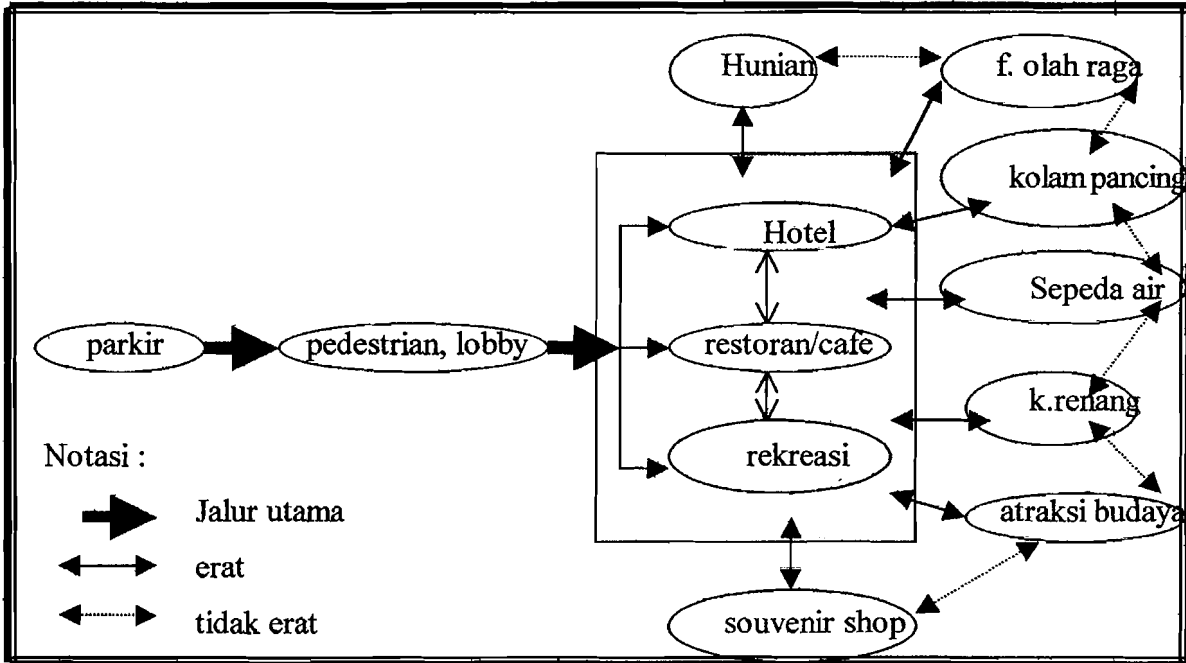 Hunian
f. olah raga
kolam pancing
Hotel
Sepeda air
parkir
pedestrian, lobby
restoran/cafe
k.renang
rekreasi
Notasi :
Jalur utama
atraksi budaya
erat
tidak erat
souvenir shop